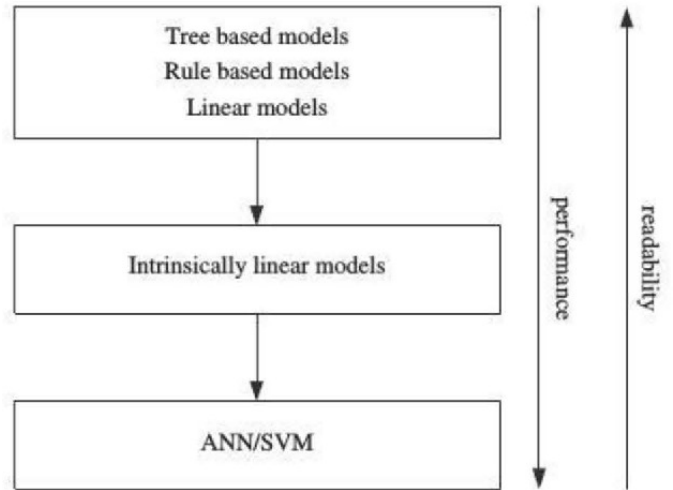 Tree based models
Rule based models
Linear models
Intrinsically linear models
ANN/SVM
performance
readability